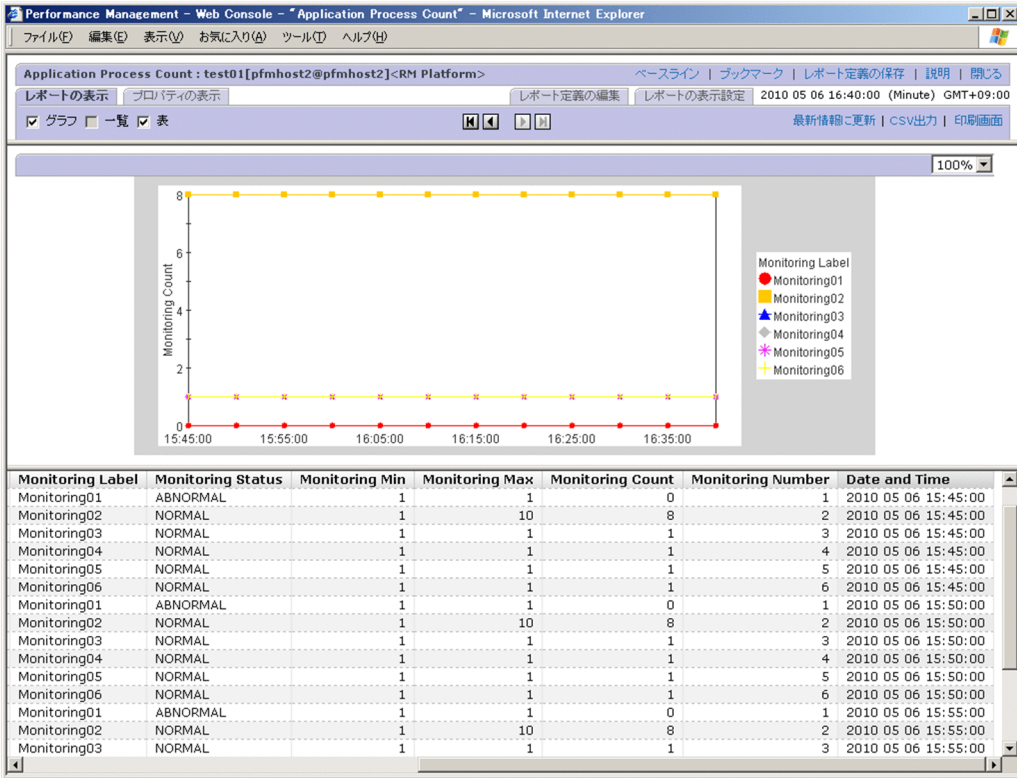 Performance Management - Web Console - "Application Process Count" - Microsoft Internet Explorer
ファイル(F) 編集(E) 表示(V) お気に入り(A) ツール(T) ヘルプ(H)
Application Process Count : test01[pfmhost2@pfmhost2]<RM Platform>
ベースライン | ブックマーク | レポート定義の保存 | 説明 | 閉じる
レポートの表示 プロパティの表示 レポート定義の編集 レポートの表示設定 2010 05 06 16:40:00 (Minute) GMT+09:00
グラフ 一覧 表 最新情報に更新 | CSV出力 | 印刷画面
100%
Monitoring Count
8
6
4
2
0
15:45:00 15:55:00 16:05:00 16:15:00 16:25:00 16:35:00
Monitoring Label
Monitoring01
Monitoring02
Monitoring03
Monitoring04
Monitoring05
Monitoring06
Monitoring Label Monitoring Status Monitoring Min Monitoring Max Monitoring Count Monitoring Number Date and Time
Monitoring01 ABNORMAL 1 1 0 1 2010 05 06 15:45:00
Monitoring02 NORMAL 1 10 8 2 2010 05 06 15:45:00
Monitoring03 NORMAL 1 1 1 3 2010 05 06 15:45:00
Monitoring04 NORMAL 1 1 1 4 2010 05 06 15:45:00
Monitoring05 NORMAL 1 1 1 5 2010 05 06 15:45:00
Monitoring06 NORMAL 1 1 1 6 2010 05 06 15:45:00
Monitoring01 ABNORMAL 1 1 0 1 2010 05 06 15:50:00
Monitoring02 NORMAL 1 10 8 2 2010 05 06 15:50:00
Monitoring03 NORMAL 1 1 1 3 2010 05 06 15:50:00
Monitoring04 NORMAL 1 1 1 4 2010 05 06 15:50:00
Monitoring05 NORMAL 1 1 1 5 2010 05 06 15:50:00
Monitoring06 NORMAL 1 1 1 6 2010 05 06 15:50:00
Monitoring01 ABNORMAL 1 1 0 1 2010 05 06 15:55:00
Monitoring02 NORMAL 1 10 8 2 2010 05 06 15:55:00
Monitoring03 NORMAL 1 1 1 3 2010 05 06 15:55:00